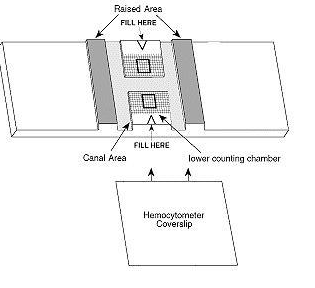 Raised Area
FILL HERE
Canal Area
FILL HERE
lower counting chamber
Hemocytometer
Coverslip